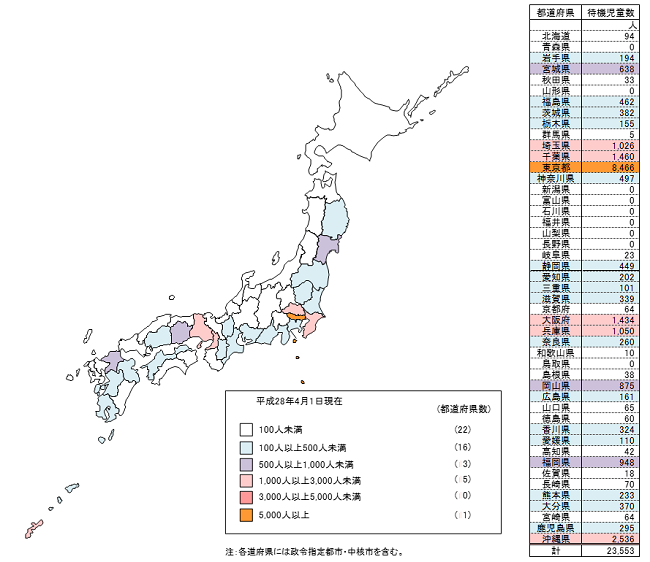 都道府県 待機児童数
人
北海道 94
青森県 0
岩手県 194
宮城県 638
秋田県 33
山形県 0
福島県 462
茨城県 382
栃木県 155
群馬県 5
埼玉県 1,026
千葉県 1,460
東京都 8,466
神奈川県 497
新潟県 0
富山県 0
石川県 0
福井県 0
山梨県 0
長野県 0
岐阜県 23
静岡県 449
愛知県 202
三重県 101
滋賀県 339
京都府 64
大阪府 1,434
兵庫県 1,050
奈良県 260
和歌山県 10
鳥取県 0
島根県 38
岡山県 875
広島県 161
山口県 65
徳島県 60
香川県 324
愛媛県 110
高知県 42
福岡県 948
佐賀県 18
長崎県 70
熊本県 233
大分県 370
宮崎県 64
鹿児島県 295
沖縄県 2,536
計 23,553
平成28年4月1日現在
(都道府県数)
100人未満 (22)
100人以上500人未満 (16)
500人以上1,000人未満 ( 3)
1,000人以上3,000人未満 ( 5)
3,000人以上5,000人未満 ( 0)
5,000人以上 ( 1)
注:各道府県には政令指定都市・中核市を含む。